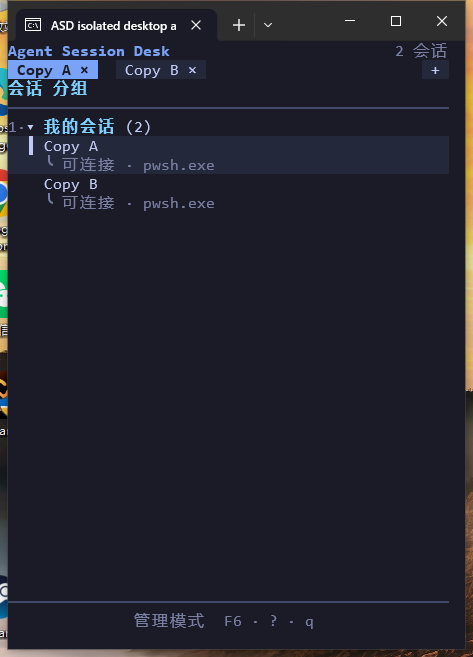 ASD isolated desktop a
Agent Session Desk 2 会话
Copy A × Copy B × +
会话 分组
1·▾ 我的会话 (2)
Copy A
╰ 可连接 · pwsh.exe
Copy B
╰ 可连接 · pwsh.exe
管理模式 F6 · ? · q